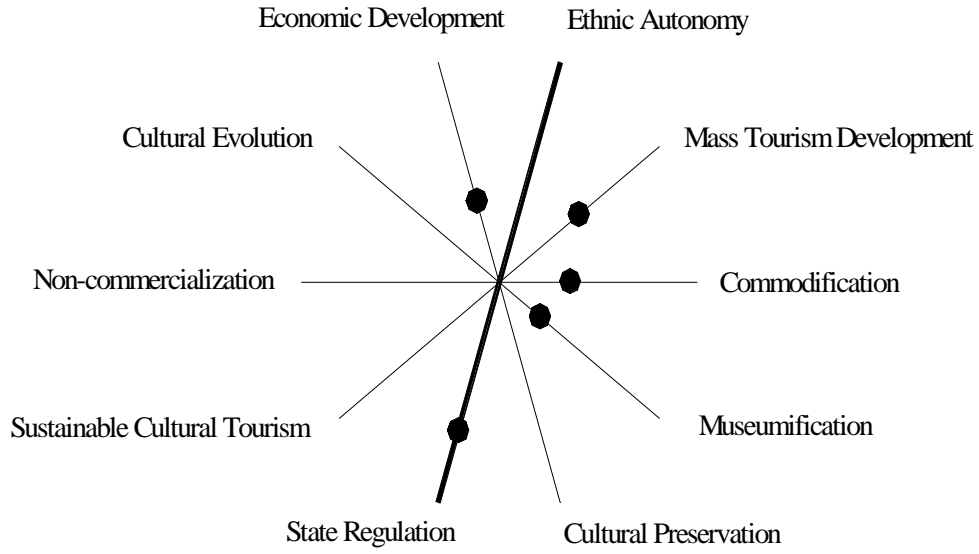 Economic Development
Ethnic Autonomy
Cultural Evolution
Mass Tourism Development
Non-commercialization
Commodification
Sustainable Cultural Tourism
Museumification
State Regulation
Cultural Preservation